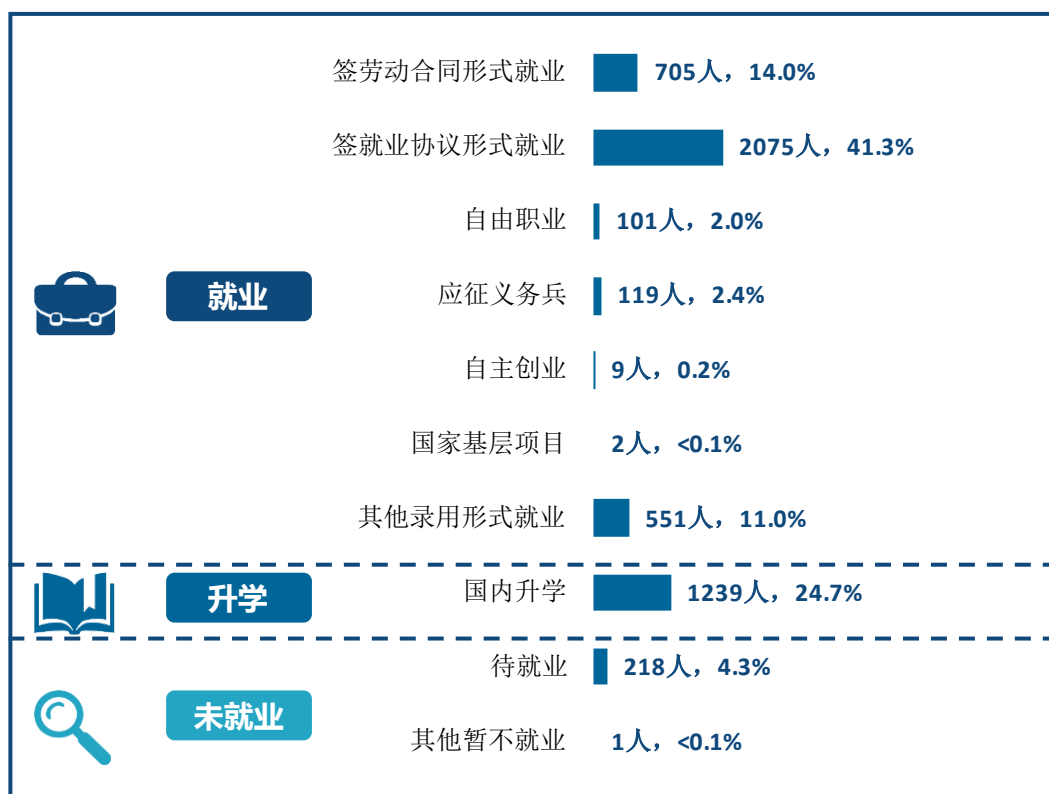 签劳动合同形式就业 705人，14.0%
签就业协议形式就业 2075人，41.3%
自由职业 101人，2.0%
就业
应征义务兵 119人，2.4%
自主创业 9人，0.2%
国家基层项目 2人，<0.1%
其他录用形式就业 551人，11.0%
升学
国内升学 1239人，24.7%
待就业 218人，4.3%
未就业
其他暂不就业 1人，<0.1%